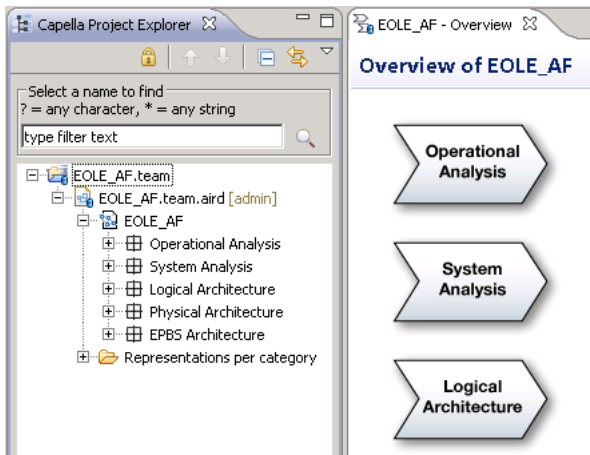 Capella Project Explorer
Select a name to find
? = any character, * = any string
type filter text
EOLE_AF.team
EOLE_AF.team.aird [admin]
EOLE_AF
Operational Analysis
System Analysis
Logical Architecture
Physical Architecture
EPBS Architecture
Representations per category
EOLE_AF - Overview
Overview of EOLE_AF
Operational
Analysis
System
Analysis
Logical
Architecture